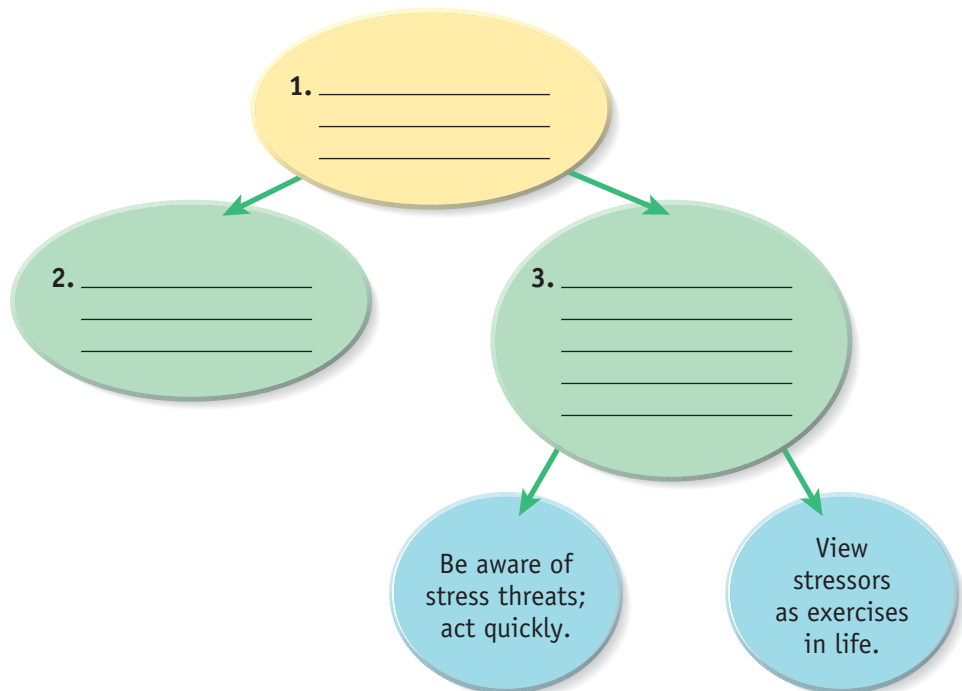 1.
2.
3.
Be aware of
stress threats;
act quickly.
View
stressors
as exercises
in life.